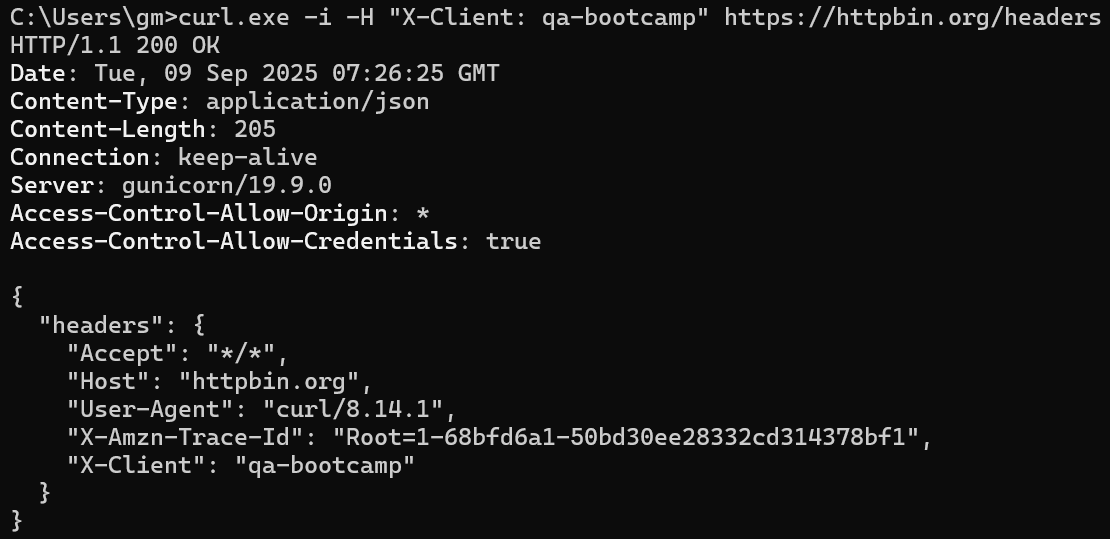 C:\Users\gm>curl.exe -i -H "X-Client: qa-bootcamp" https://httpbin.org/headers
HTTP/1.1 200 OK
Date: Tue, 09 Sep 2025 07:26:25 GMT
Content-Type: application/json
Content-Length: 205
Connection: keep-alive
Server: gunicorn/19.9.0
Access-Control-Allow-Origin: *
Access-Control-Allow-Credentials: true

{
  "headers": {
    "Accept": "*/*",
    "Host": "httpbin.org",
    "User-Agent": "curl/8.14.1",
    "X-Amzn-Trace-Id": "Root=1-68bfd6a1-50bd30ee28332cd314378bf1",
    "X-Client": "qa-bootcamp"
  }
}